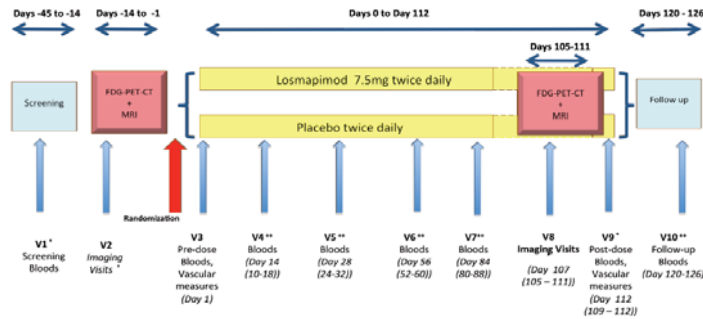 Days -45 to -14
Days -14 to -1
Days 0 to Day 112
Days 120 - 126
Days 105-111
Screening
FDG-PET-CT
+
MRI
Losmapimod 7.5mg twice daily
Placebo twice daily
FDG-PET-CT
+
MRI
Follow up
Randomization
V1 *
Screening
Bloods
V2
Imaging
Visits *
V3
Pre-dose
Bloods,
Vascular
measures
(Day 1)
V4 **
Bloods
(Day 14
(10-18))
V5 **
Bloods
(Day 28
(24-32))
V6 **
Bloods
(Day 56
(52-60))
V7 **
Bloods
(Day 84
(80-88))
V8
Imaging Visits
(Day 107
(105 – 111))
V9 *
Post-dose
Bloods,
Vascular
measures
(Day 112
(109 – 112))
V10 **
Follow-up
Bloods
(Day 120-126)